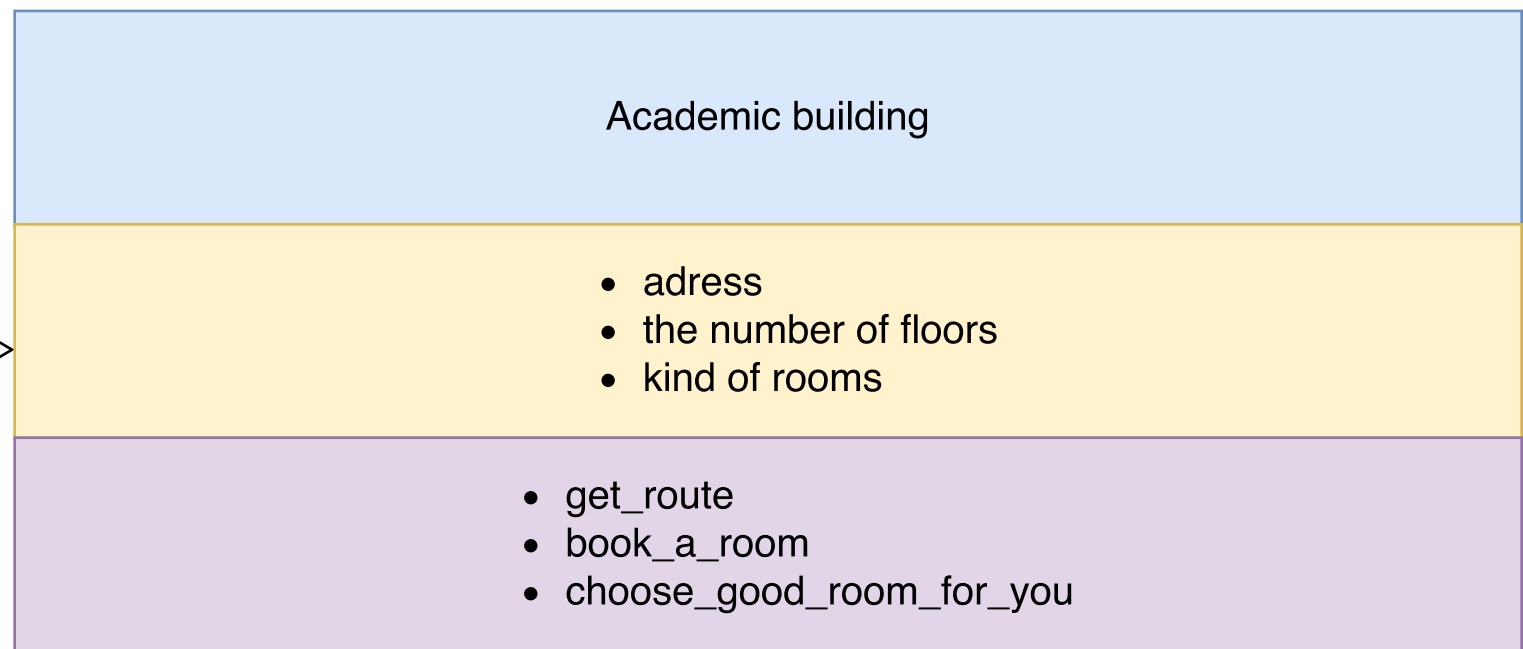 Academic building
• adress
• the number of floors
• kind of rooms
• get_route
• book_a_room
• choose_good_room_for_you